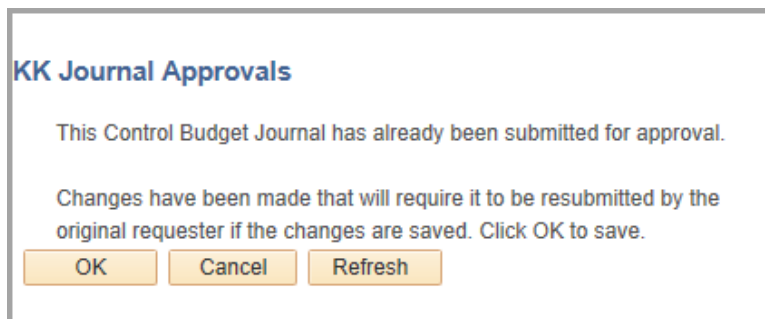 KK Journal Approvals
This Control Budget Journal has already been submitted for approval.
Changes have been made that will require it to be resubmitted by the
original requester if the changes are saved. Click OK to save.
OK Cancel Refresh